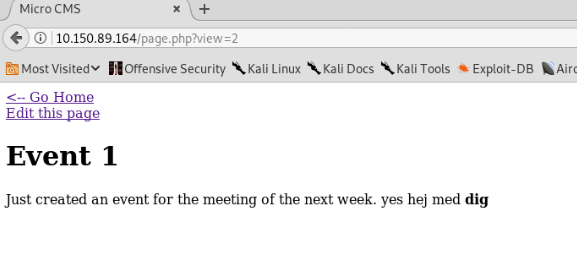 Micro CMS
10.150.89.164/page.php?view=2
Most Visited Offensive Security Kali Linux Kali Docs Kali Tools Exploit-DB Airc
<-- Go Home
Edit this page
Event 1
Just created an event for the meeting of the next week. yes hej med dig